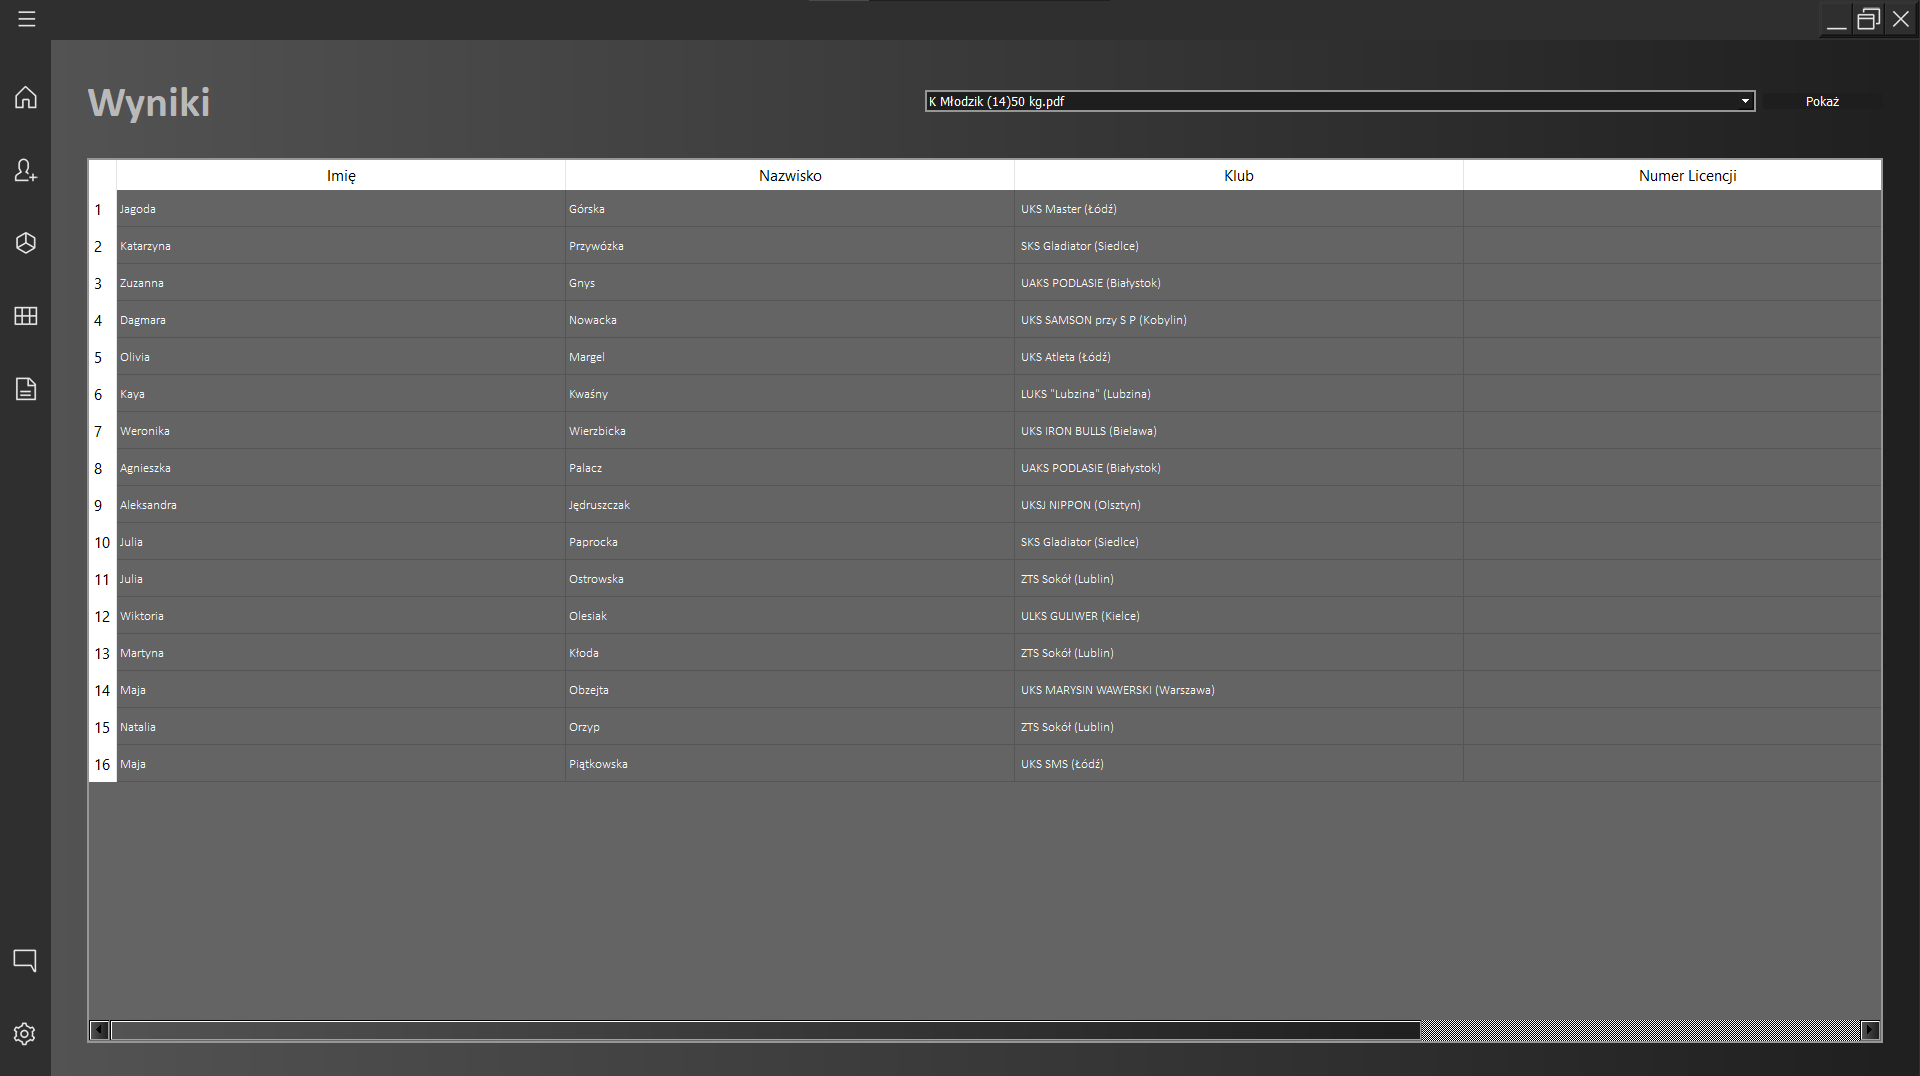 Wyniki
K Młodzik (14)50 kg.pdf
Pokaż
Imię Nazwisko Klub Numer Licencji
1 Jagoda Górska UKS Master (Łódź)
2 Katarzyna Przywózka SKS Gladiator (Siedlce)
3 Zuzanna Gnys UAKS PODLASIE (Białystok)
4 Dagmara Nowacka UKS SAMSON przy S P (Kobylin)
5 Olivia Margel UKS Atleta (Łódź)
6 Kaya Kwaśny LUKS "Lubzina" (Lubzina)
7 Weronika Wierzbicka UKS IRON BULLS (Bielawa)
8 Agnieszka Palacz UAKS PODLASIE (Białystok)
9 Aleksandra Jędruszczak UKSJ NIPPON (Olsztyn)
10 Julia Paprocka SKS Gladiator (Siedlce)
11 Julia Ostrowska ZTS Sokół (Lublin)
12 Wiktoria Olesiak ULKS GULIWER (Kielce)
13 Martyna Kłoda ZTS Sokół (Lublin)
14 Maja Obzejta UKS MARYSIN WAWERSKI (Warszawa)
15 Natalia Orzyp ZTS Sokół (Lublin)
16 Maja Piątkowska UKS SMS (Łódź)